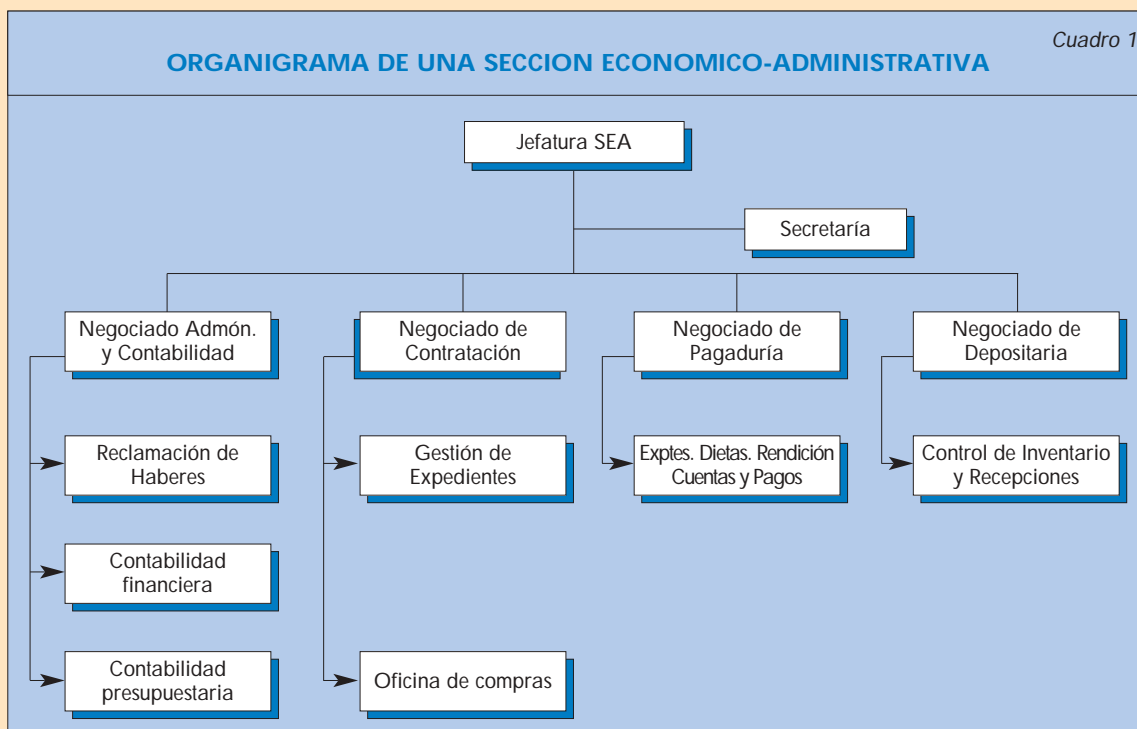 Cuadro 1
ORGANIGRAMA DE UNA SECCION ECONOMICO-ADMINISTRATIVA
Jefatura SEA
Secretaría
Negociado Admón.
y Contabilidad
Negociado de
Contratación
Negociado de
Pagaduría
Negociado de
Depositaria
Reclamación de
Haberes
Gestión de
Expedientes
Exptes. Dietas. Rendición
Cuentas y Pagos
Control de Inventario
y Recepciones
Contabilidad
financiera
Contabilidad
presupuestaria
Oficina de compras